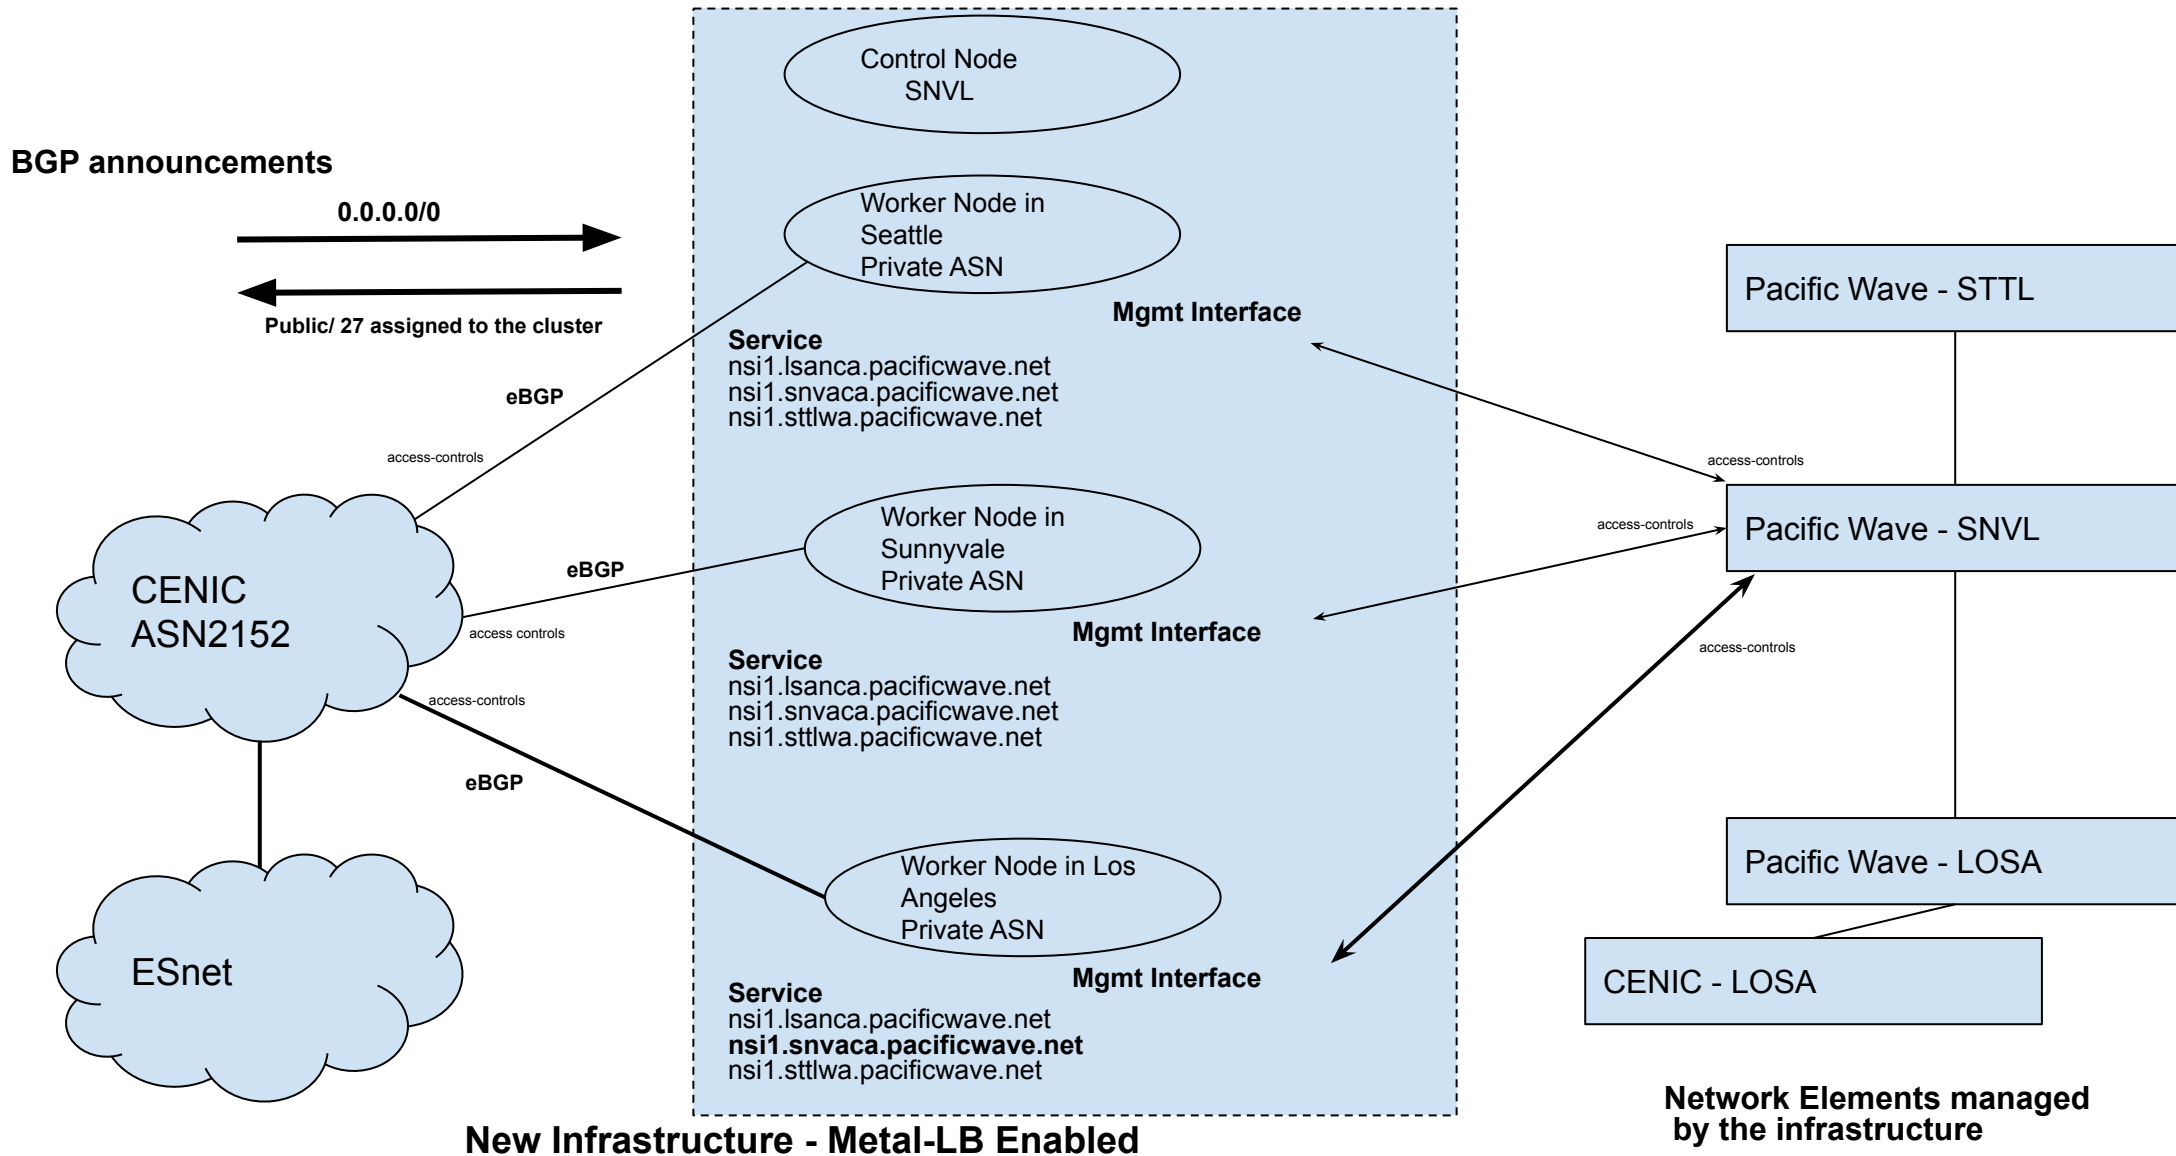 Control Node
SNVL
BGP announcements
0.0.0.0/0
Public/ 27 assigned to the cluster
Worker Node in
Seattle
Private ASN
Mgmt Interface
Service
nsi1.lsanca.pacificwave.net
nsi1.snvaca.pacificwave.net
nsi1.sttlwa.pacificwave.net
eBGP
access-controls
Worker Node in
Sunnyvale
Private ASN
Mgmt Interface
Service
nsi1.lsanca.pacificwave.net
nsi1.snvaca.pacificwave.net
nsi1.sttlwa.pacificwave.net
eBGP
access controls
CENIC
ASN2152
access-controls
eBGP
Worker Node in Los
Angeles
Private ASN
Mgmt Interface
Service
nsi1.lsanca.pacificwave.net
nsi1.snvaca.pacificwave.net
nsi1.sttlwa.pacificwave.net
ESnet
New Infrastructure - Metal-LB Enabled
Pacific Wave - STTL
access-controls
access-controls
Pacific Wave - SNVL
access-controls
Pacific Wave - LOSA
CENIC - LOSA
Network Elements managed
by the infrastructure